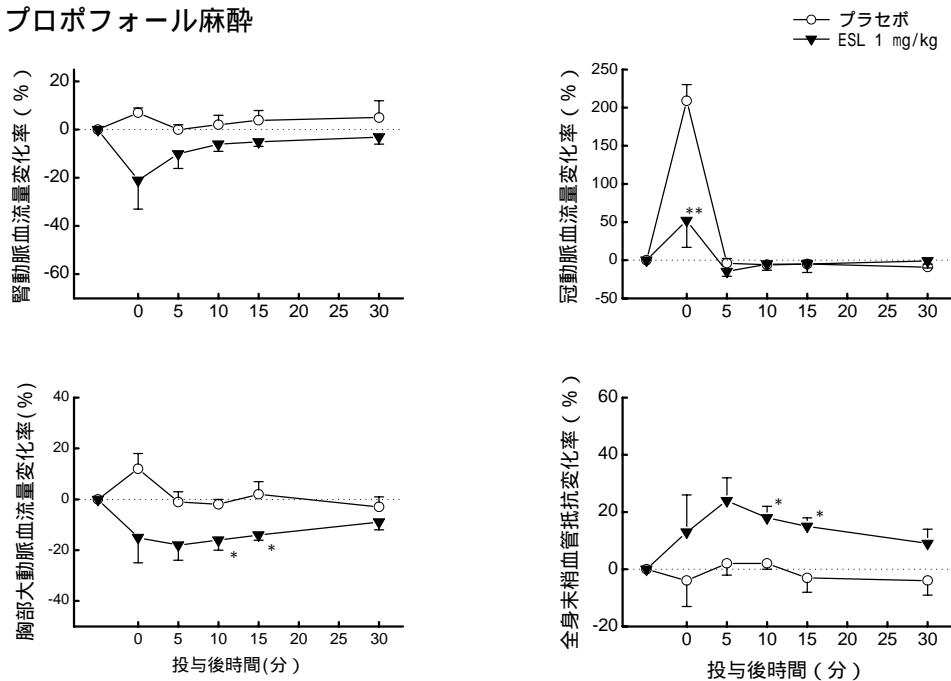 プロポフォール麻酔
プラセボ
ESL 1 mg/kg
腎動脈血流量変化率（%）
20
0
-20
-40
-60
0 5 10 15 20 25 30
冠動脈血流量変化率（%）
250
200
150
100
50
0
-50
**
0 5 10 15 20 25 30
胸部大動脈血流量変化率(%)
40
20
0
-20
-40
*
*
0 5 10 15 20 25 30
投与後時間(分)
全身末梢血管抵抗変化率（%）
60
40
20
0
-20
*
*
0 5 10 15 20 25 30
投与後時間（分）